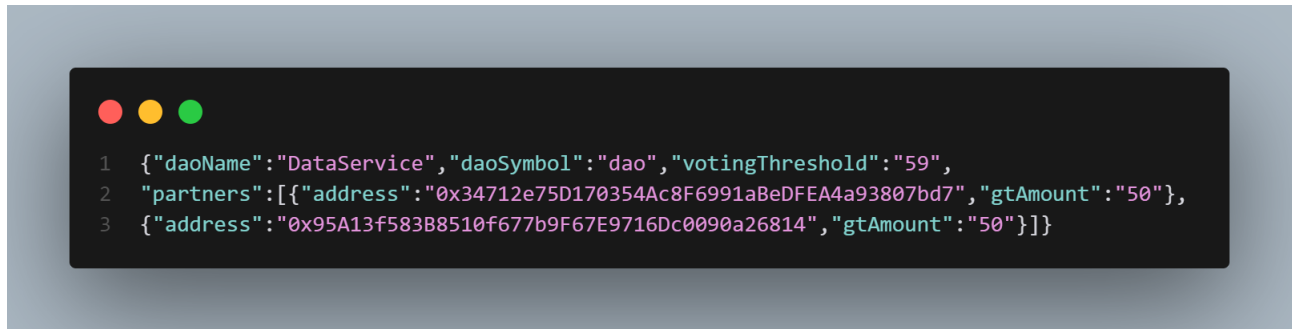 1 {"daoName":"DataService","daoSymbol":"dao","votingThreshold":"59",
2 "partners":[{"address":"0x34712e75D170354Ac8F6991aBeDFEA4a93807bd7","gtAmount":"50"},
3 {"address":"0x95A13f583B8510f677b9F67E9716Dc0090a26814","gtAmount":"50"}]}